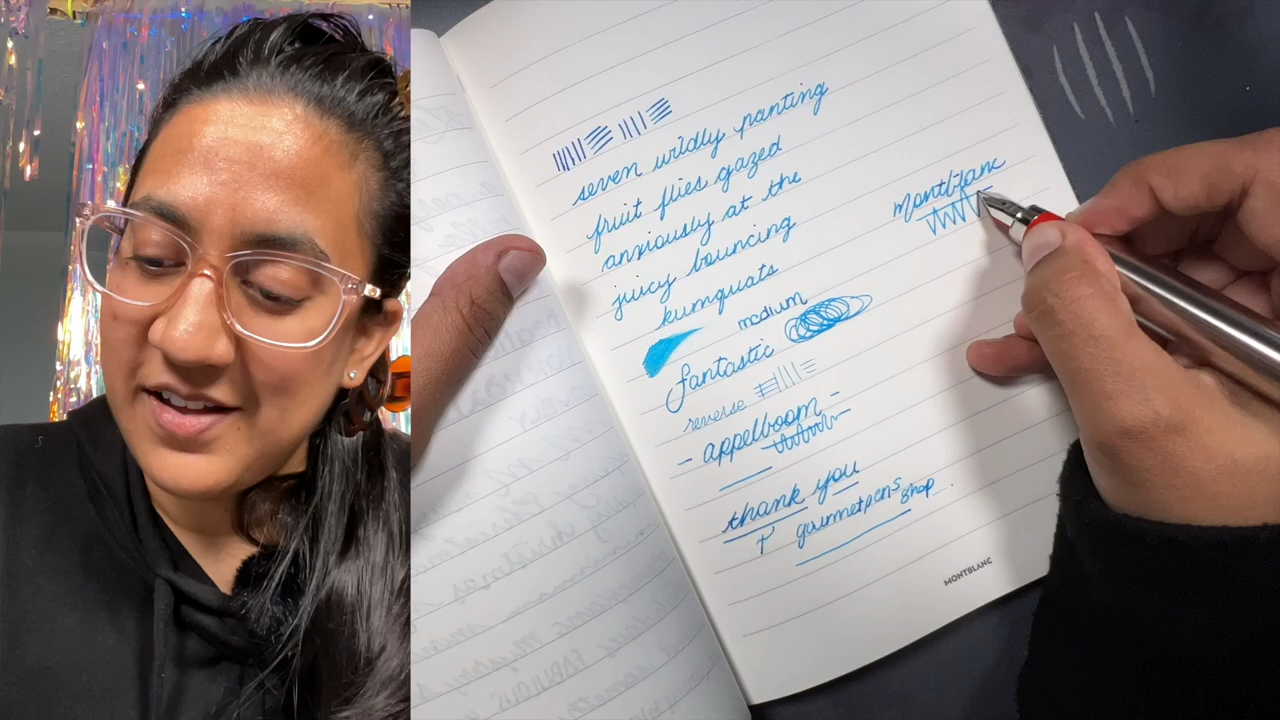 seven wildly panting
fruit flies gazed
anxiously at the
juicy bouncing
kumquats
medium
fantastic
reverse
- appelboom -
thank you
gourmetpens shop.
montblanc
MONTBLANC